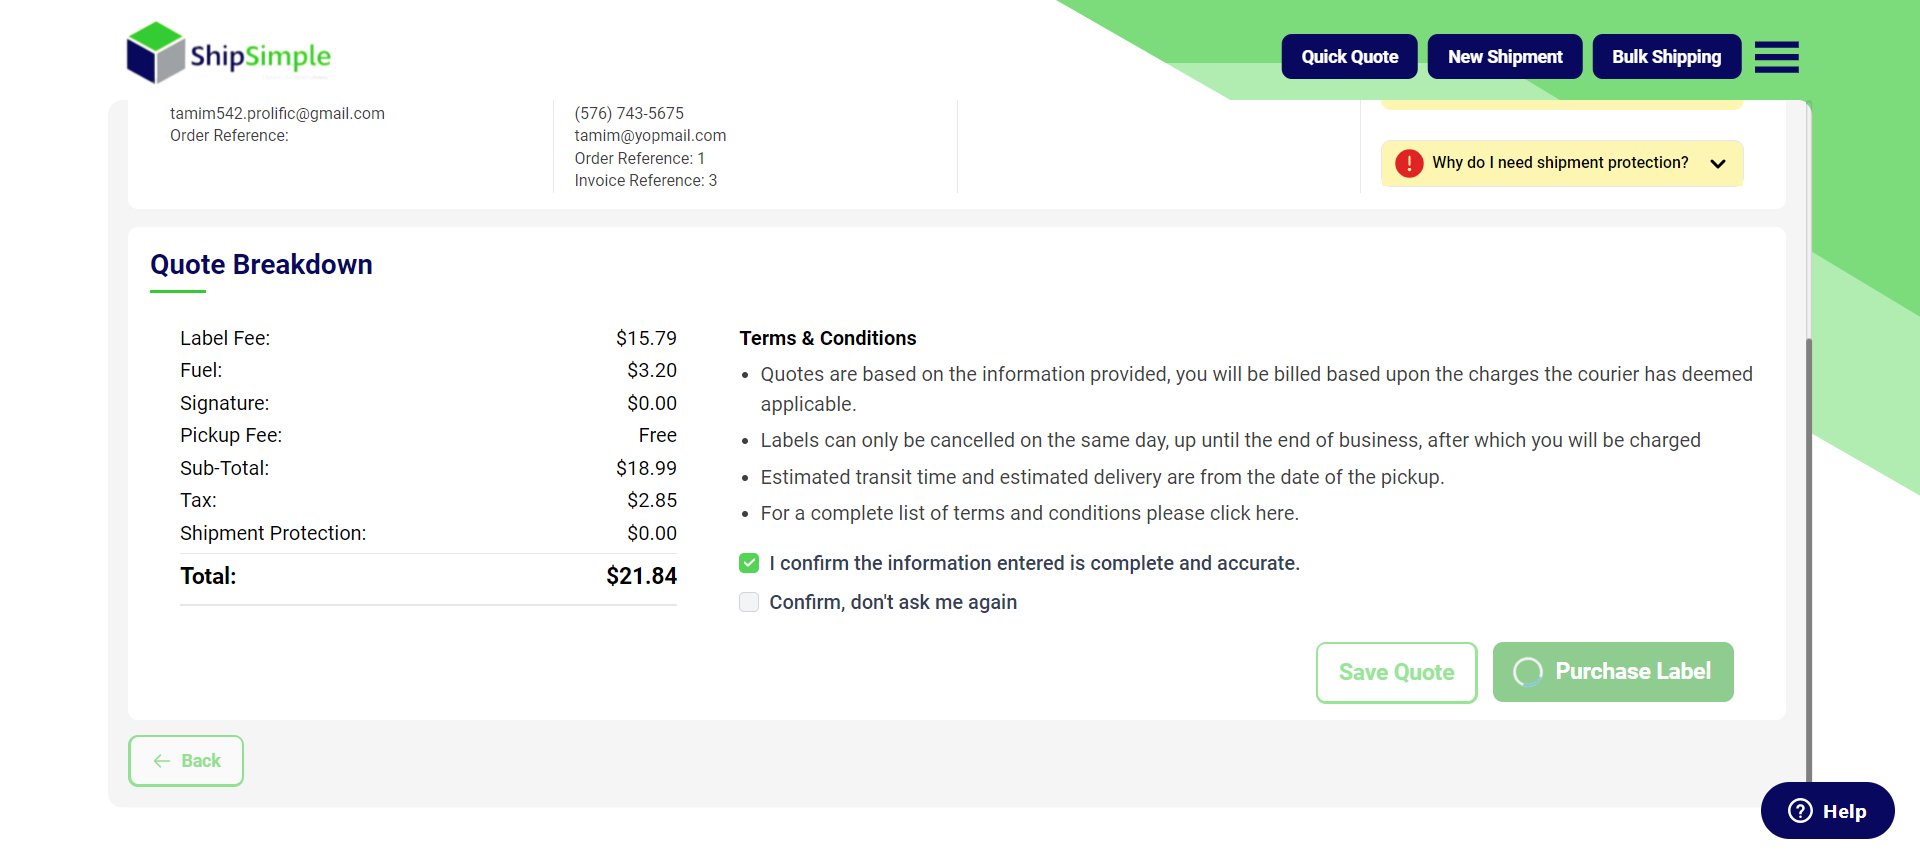 ShipSimple
Quick Quote
New Shipment
Bulk Shipping
tamim542.prolific@gmail.com
Order Reference:
(576) 743-5675
tamim@yopmail.com
Order Reference: 1
Invoice Reference: 3
Why do I need shipment protection?
Quote Breakdown
Label Fee: $15.79
Fuel: $3.20
Signature: $0.00
Pickup Fee: Free
Sub-Total: $18.99
Tax: $2.85
Shipment Protection: $0.00
Total: $21.84
Terms & Conditions
• Quotes are based on the information provided, you will be billed based upon the charges the courier has deemed
applicable.
• Labels can only be cancelled on the same day, up until the end of business, after which you will be charged
• Estimated transit time and estimated delivery are from the date of the pickup.
• For a complete list of terms and conditions please click here.
I confirm the information entered is complete and accurate.
Confirm, don't ask me again
Save Quote
Purchase Label
Back
Help